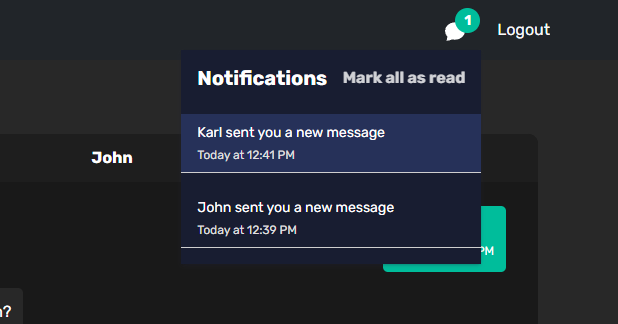 1
Logout
Notifications Mark all as read
Karl sent you a new message
Today at 12:41 PM
John
John sent you a new message
Today at 12:39 PM
PM
?